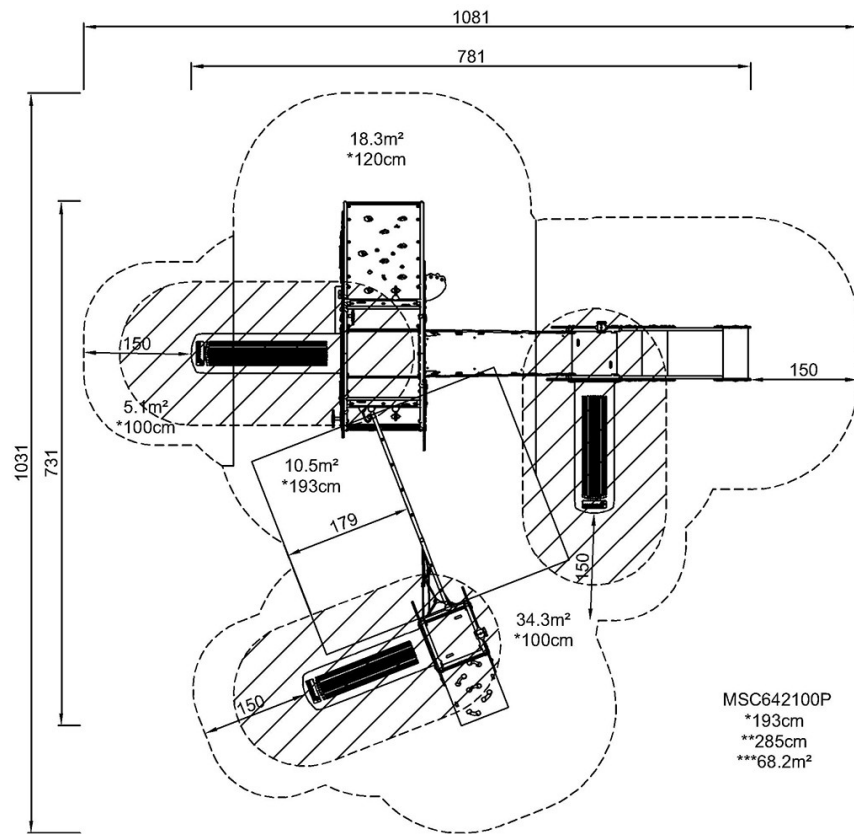 1081
781
18.3m²
*120cm
1031
731
150
150
5.1m²
*100cm
10.5m²
*193cm
179
150
34.3m²
*100cm
150
MSC642100P
*193cm
**285cm
***68.2m²